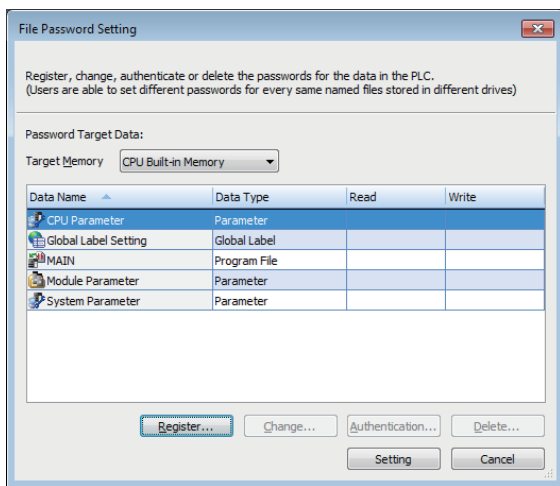 File Password Setting
Register, change, authenticate or delete the passwords for the data in the PLC.
(Users are able to set different passwords for every same named files stored in different drives)
Password Target Data:
Target Memory CPU Built-in Memory
Data Name Data Type Read Write
CPU Parameter Parameter
Global Label Setting Global Label
MAIN Program File
Module Parameter Parameter
System Parameter Parameter
Register... Change... Authentication... Delete...
Setting Cancel